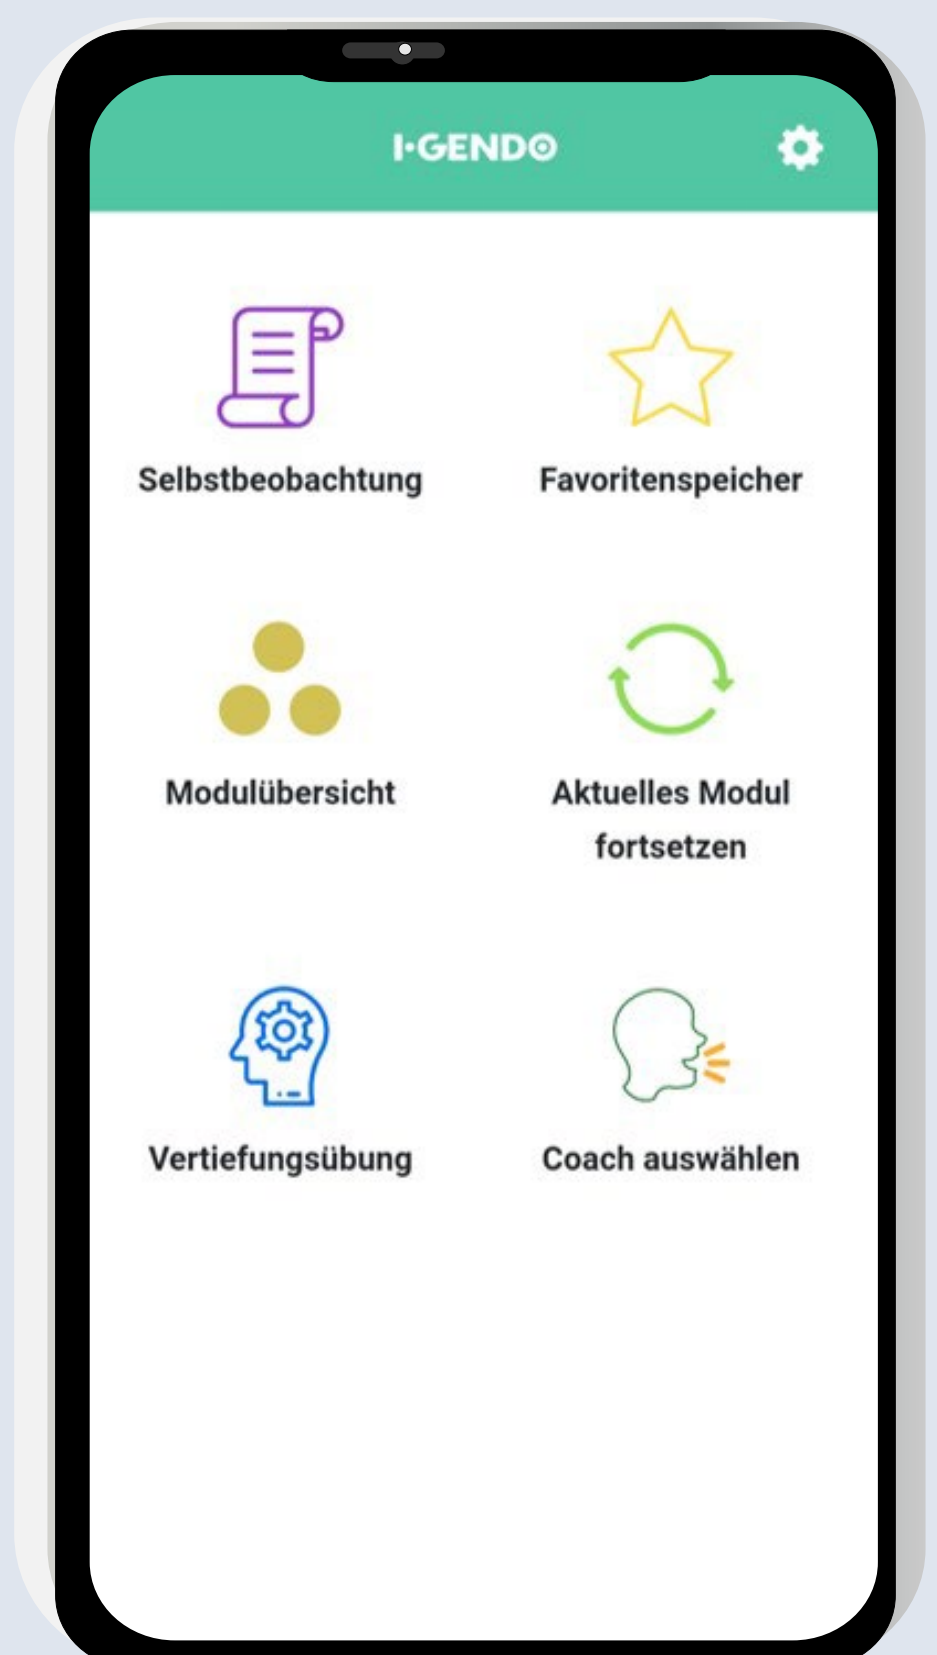 I·GENDO
Selbstbeobachtung
Favoritenspeicher
Modulübersicht
Aktuelles Modul
fortsetzen
Vertiefungsübung
Coach auswählen